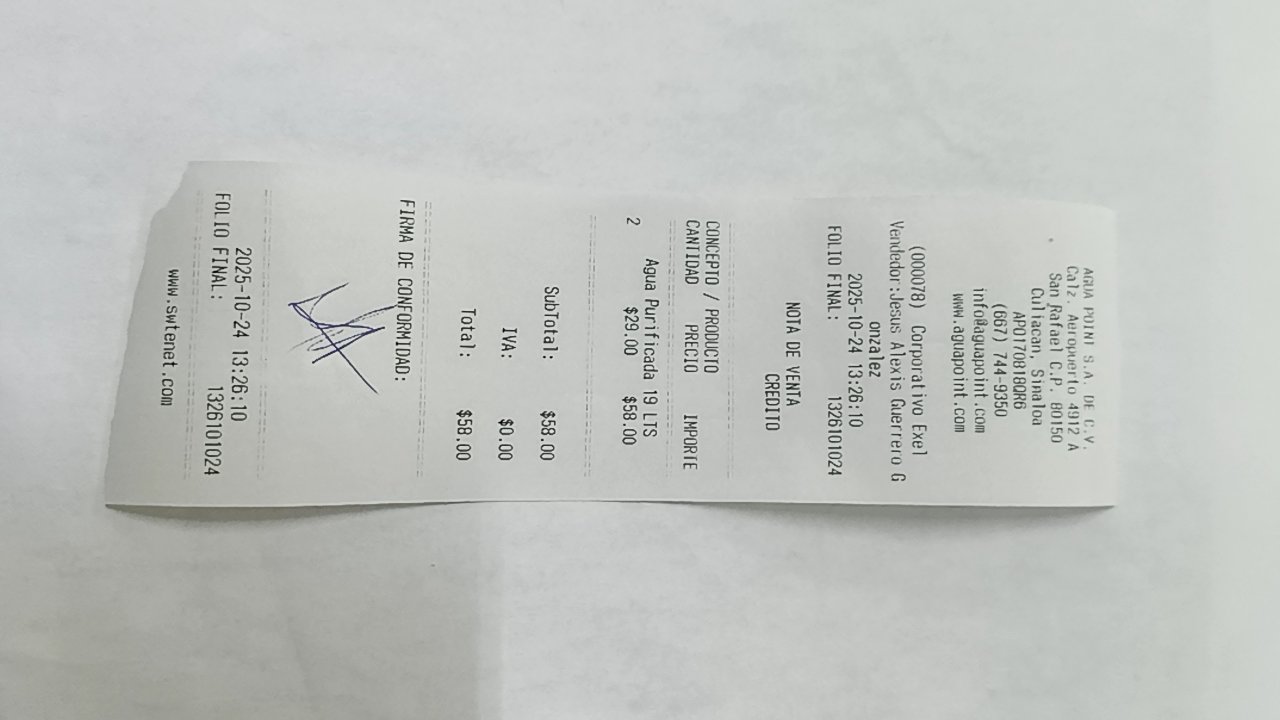 AGUA POINT S.A. DE C.V.
Calz. Aeropuerto 4912 A
San Rafael C.P. 80150
Culiacan, Sinaloa
APO170818QR6
(667) 744-9350
info@aguapoint.com
www.aguapoint.com
(000078) Corporativo Exel
Vendedor:Jesus Alexis Guerrero G
onzalez
2025-10-24 13:26:10
FOLIO FINAL: 1326101024
NOTA DE VENTA
CREDITO
CONCEPTO / PRODUCTO
CANTIDAD PRECIO IMPORTE
Agua Purificada 19 LTS
2 $29.00 $58.00
SubTotal: $58.00
IVA: $0.00
Total: $58.00
FIRMA DE CONFORMIDAD:
2025-10-24 13:26:10
FOLIO FINAL: 1326101024
www.swtenet.com